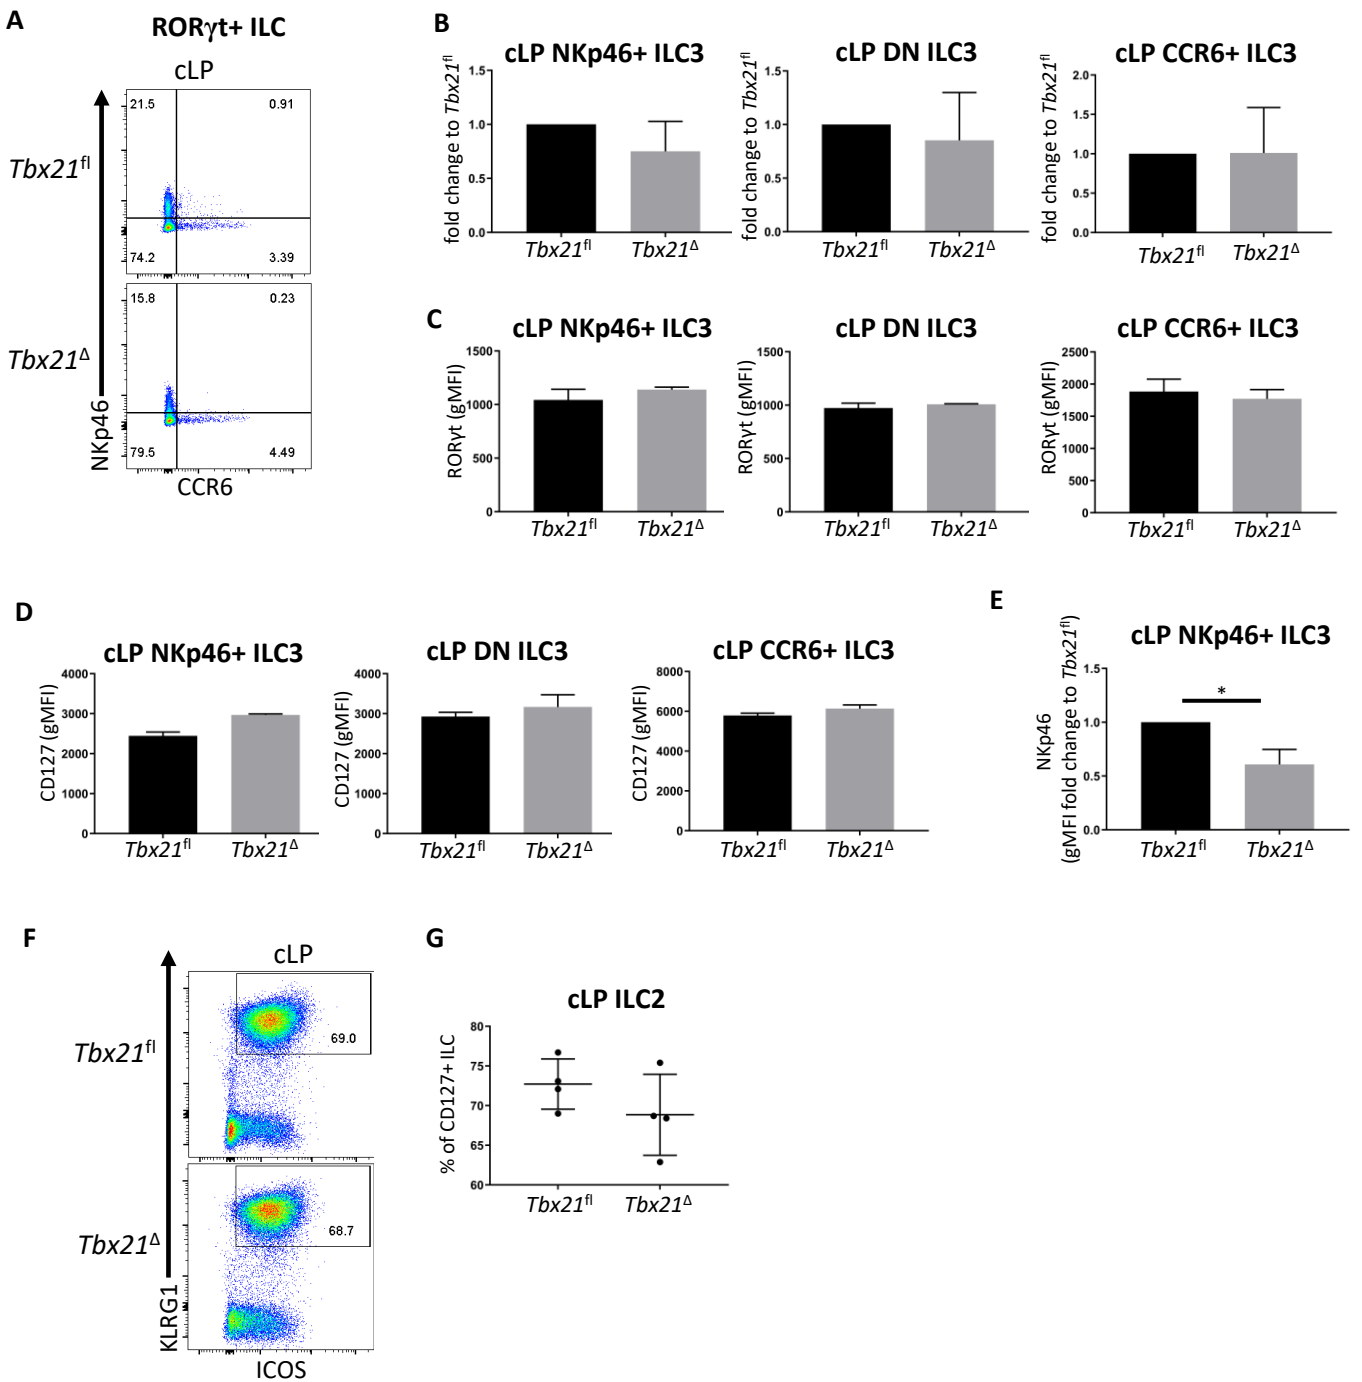 A
RORγt+ ILC
cLP
Tbx21fl
21.5
0.91
74.2
3.39
Tbx21Δ
15.8
0.23
79.5
4.49
NKp46
CCR6
B
cLP NKp46+ ILC3
fold change to Tbx21fl
1.5
1.0
0.5
0.0
Tbx21fl
Tbx21Δ
cLP DN ILC3
fold change to Tbx21fl
1.5
1.0
0.5
0.0
Tbx21fl
Tbx21Δ
cLP CCR6+ ILC3
fold change to Tbx21fl
2.0
1.5
1.0
0.5
0.0
Tbx21fl
Tbx21Δ
C
cLP NKp46+ ILC3
RORγt (gMFI)
1500
1000
500
0
Tbx21fl
Tbx21Δ
cLP DN ILC3
RORγt (gMFI)
1500
1000
500
0
Tbx21fl
Tbx21Δ
cLP CCR6+ ILC3
RORγt (gMFI)
2500
2000
1500
1000
500
0
Tbx21fl
Tbx21Δ
D
cLP NKp46+ ILC3
CD127 (gMFI)
4000
3000
2000
1000
0
Tbx21fl
Tbx21Δ
cLP DN ILC3
CD127 (gMFI)
4000
3000
2000
1000
0
Tbx21fl
Tbx21Δ
cLP CCR6+ ILC3
CD127 (gMFI)
8000
6000
4000
2000
0
Tbx21fl
Tbx21Δ
E
cLP NKp46+ ILC3
NKp46
(gMFI fold change to Tbx21fl)
1.5
1.0
0.5
0.0
*
Tbx21fl
Tbx21Δ
F
cLP
Tbx21fl
69.0
Tbx21Δ
68.7
KLRG1
ICOS
G
cLP ILC2
% of CD127+ ILC
80
75
70
65
60
Tbx21fl
Tbx21Δ